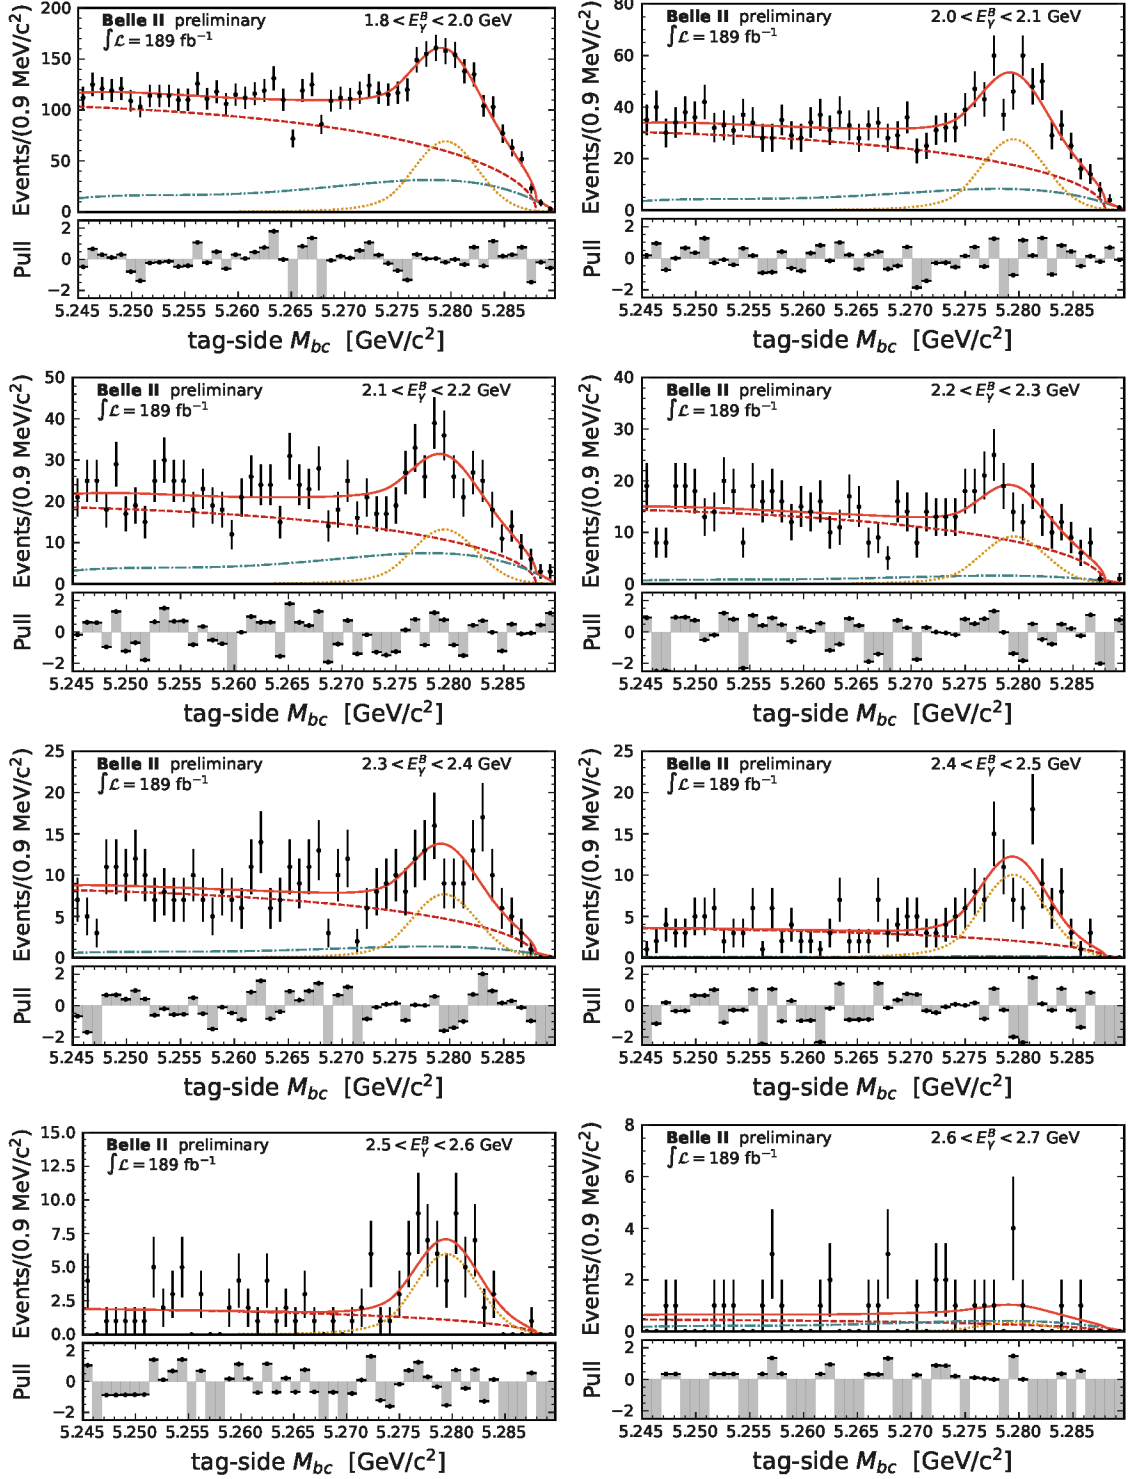 Belle II preliminary
∫ℒ = 189 fb⁻¹
1.8 < E_γ^B < 2.0 GeV
Events/(0.9 MeV/c²)
200
150
100
50
0
Pull
2
0
−2
5.245 5.250 5.255 5.260 5.265 5.270 5.275 5.280 5.285
tag-side M_bc [GeV/c²]
Belle II preliminary
∫ℒ = 189 fb⁻¹
2.0 < E_γ^B < 2.1 GeV
Events/(0.9 MeV/c²)
80
60
40
20
0
Pull
2
0
−2
5.245 5.250 5.255 5.260 5.265 5.270 5.275 5.280 5.285
tag-side M_bc [GeV/c²]
Belle II preliminary
∫ℒ = 189 fb⁻¹
2.1 < E_γ^B < 2.2 GeV
Events/(0.9 MeV/c²)
50
40
30
20
10
0
Pull
2
0
−2
5.245 5.250 5.255 5.260 5.265 5.270 5.275 5.280 5.285
tag-side M_bc [GeV/c²]
Belle II preliminary
∫ℒ = 189 fb⁻¹
2.2 < E_γ^B < 2.3 GeV
Events/(0.9 MeV/c²)
40
30
20
10
0
Pull
2
0
−2
5.245 5.250 5.255 5.260 5.265 5.270 5.275 5.280 5.285
tag-side M_bc [GeV/c²]
Belle II preliminary
∫ℒ = 189 fb⁻¹
2.3 < E_γ^B < 2.4 GeV
Events/(0.9 MeV/c²)
25
20
15
10
5
0
Pull
2
0
−2
5.245 5.250 5.255 5.260 5.265 5.270 5.275 5.280 5.285
tag-side M_bc [GeV/c²]
Belle II preliminary
∫ℒ = 189 fb⁻¹
2.4 < E_γ^B < 2.5 GeV
Events/(0.9 MeV/c²)
25
20
15
10
5
0
Pull
2
0
−2
5.245 5.250 5.255 5.260 5.265 5.270 5.275 5.280 5.285
tag-side M_bc [GeV/c²]
Belle II preliminary
∫ℒ = 189 fb⁻¹
2.5 < E_γ^B < 2.6 GeV
Events/(0.9 MeV/c²)
15.0
12.5
10.0
7.5
5.0
2.5
0.0
Pull
2
0
−2
5.245 5.250 5.255 5.260 5.265 5.270 5.275 5.280 5.285
tag-side M_bc [GeV/c²]
Belle II preliminary
∫ℒ = 189 fb⁻¹
2.6 < E_γ^B < 2.7 GeV
Events/(0.9 MeV/c²)
8
6
4
2
0
Pull
2
0
−2
5.245 5.250 5.255 5.260 5.265 5.270 5.275 5.280 5.285
tag-side M_bc [GeV/c²]